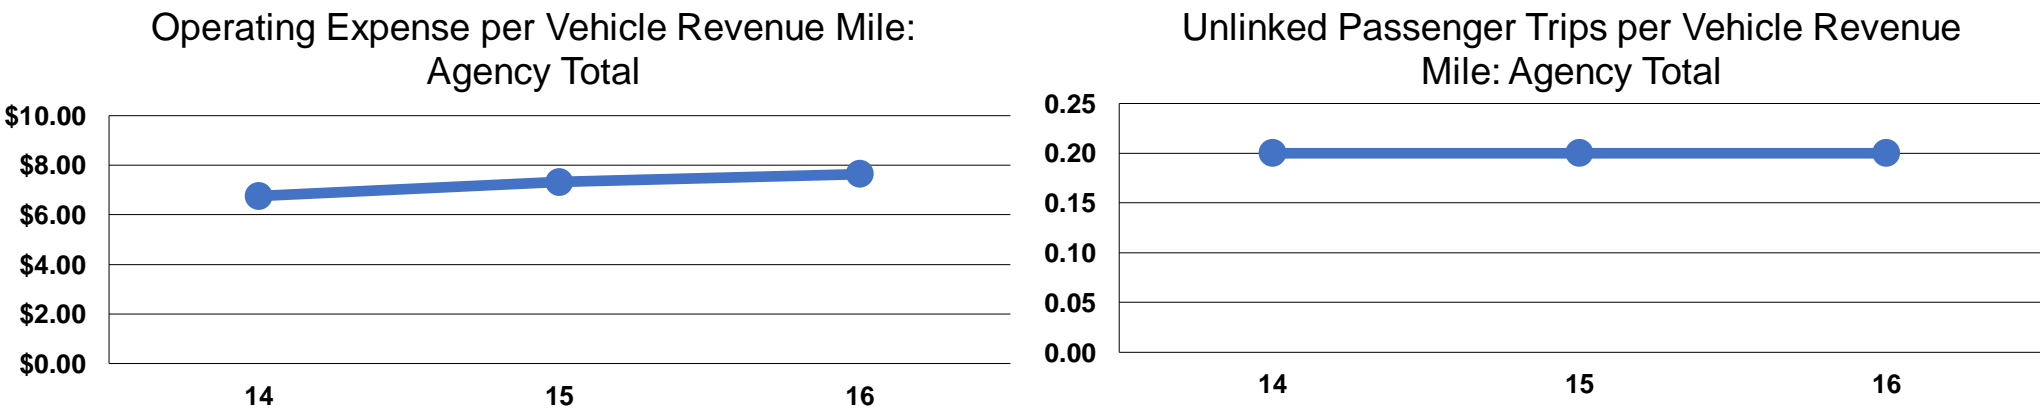 Operating Expense per Vehicle Revenue Mile:
Agency Total
$10.00
$8.00
$6.00
$4.00
$2.00
$0.00
14 15 16
Unlinked Passenger Trips per Vehicle Revenue
Mile: Agency Total
0.25
0.20
0.15
0.10
0.05
0.00
14 15 16